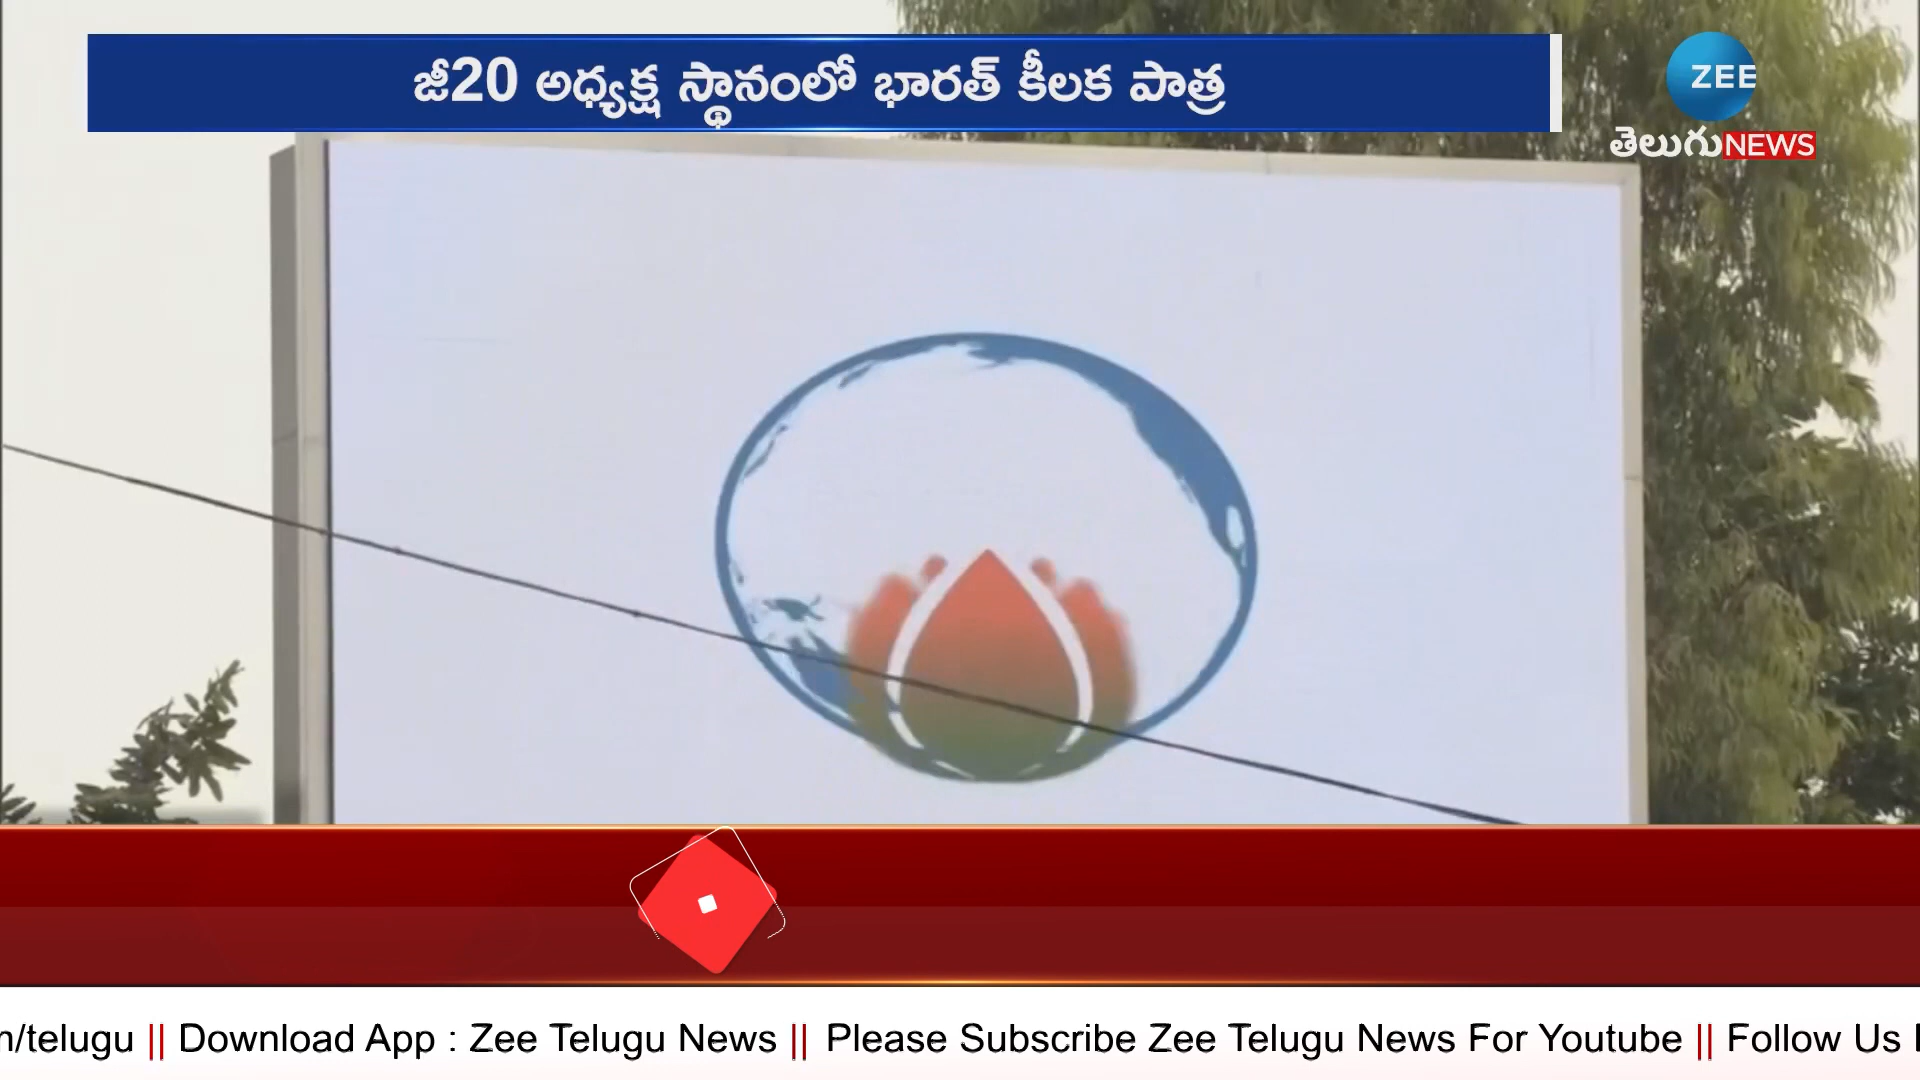 జీ20 అధ్యక్ష స్థానంలో భారత్ కీలక పాత్ర
ZEE
తెలుగు NEWS
/telugu || Download App : Zee Telugu News || Please Subscribe Zee Telugu News For Youtube || Follow Us